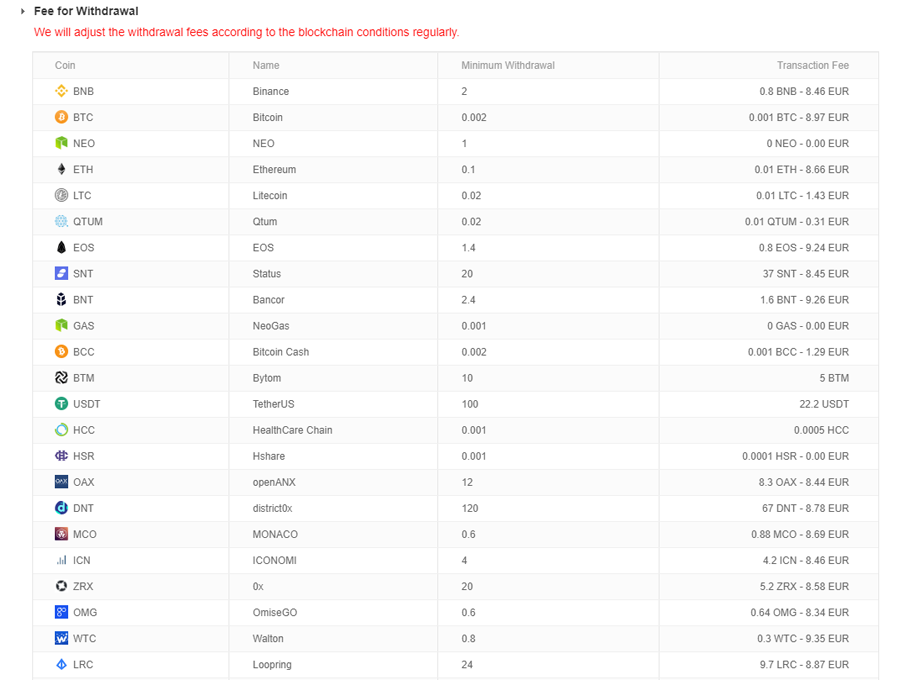 Fee for Withdrawal
We will adjust the withdrawal fees according to the blockchain conditions regularly.
Coin Name Minimum Withdrawal Transaction Fee
BNB Binance 2 0.8 BNB - 8.46 EUR
BTC Bitcoin 0.002 0.001 BTC - 8.97 EUR
NEO NEO 1 0 NEO - 0.00 EUR
ETH Ethereum 0.1 0.01 ETH - 8.66 EUR
LTC Litecoin 0.02 0.01 LTC - 1.43 EUR
QTUM Qtum 0.02 0.01 QTUM - 0.31 EUR
EOS EOS 1.4 0.8 EOS - 9.24 EUR
SNT Status 20 37 SNT - 8.45 EUR
BNT Bancor 2.4 1.6 BNT - 9.26 EUR
GAS NeoGas 0.001 0 GAS - 0.00 EUR
BCC Bitcoin Cash 0.002 0.001 BCC - 1.29 EUR
BTM Bytom 10 5 BTM
USDT TetherUS 100 22.2 USDT
HCC HealthCare Chain 0.001 0.0005 HCC
HSR Hshare 0.001 0.0001 HSR - 0.00 EUR
OAX openANX 12 8.3 OAX - 8.44 EUR
DNT district0x 120 67 DNT - 8.78 EUR
MCO MONACO 0.6 0.88 MCO - 8.69 EUR
ICN ICONOMI 4 4.2 ICN - 8.46 EUR
ZRX 0x 20 5.2 ZRX - 8.58 EUR
OMG OmiseGO 0.6 0.64 OMG - 8.34 EUR
WTC Walton 0.8 0.3 WTC - 9.35 EUR
LRC Loopring 24 9.7 LRC - 8.87 EUR